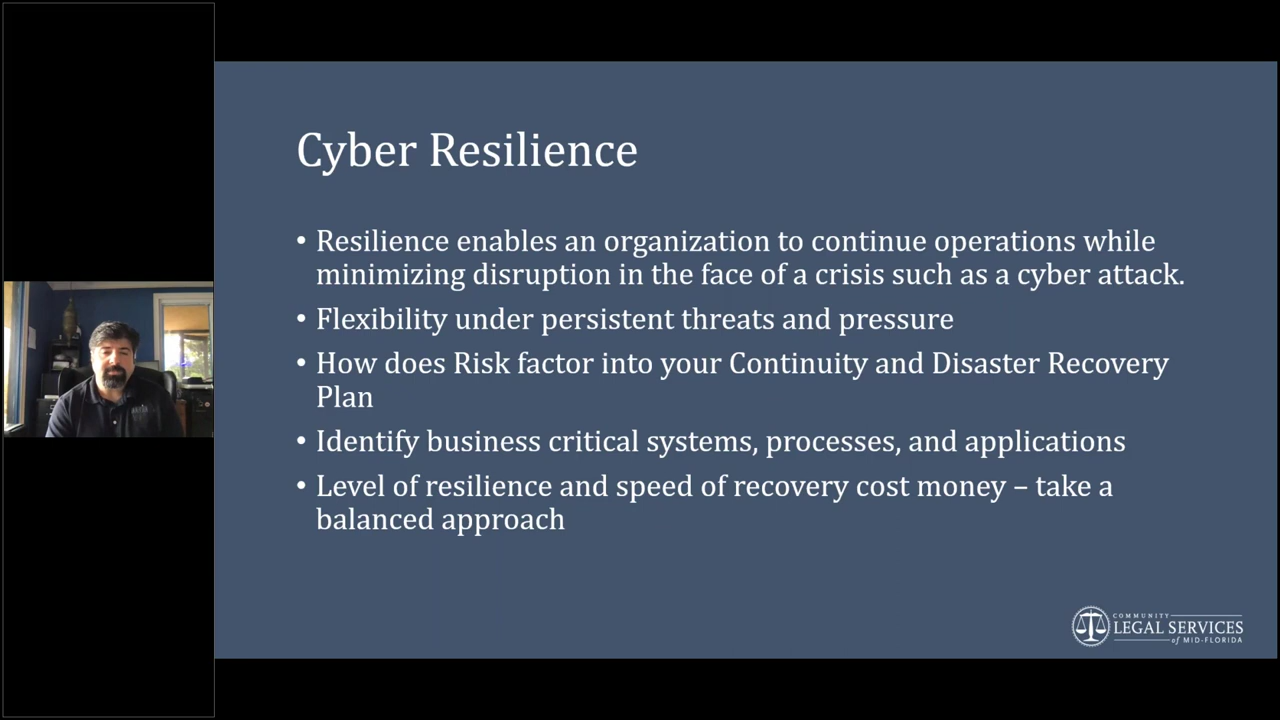 Cyber Resilience
• Resilience enables an organization to continue operations while
minimizing disruption in the face of a crisis such as a cyber attack.
• Flexibility under persistent threats and pressure
• How does Risk factor into your Continuity and Disaster Recovery
Plan
• Identify business critical systems, processes, and applications
• Level of resilience and speed of recovery cost money – take a
balanced approach
COMMUNITY
LEGAL SERVICES
of MID-FLORIDA